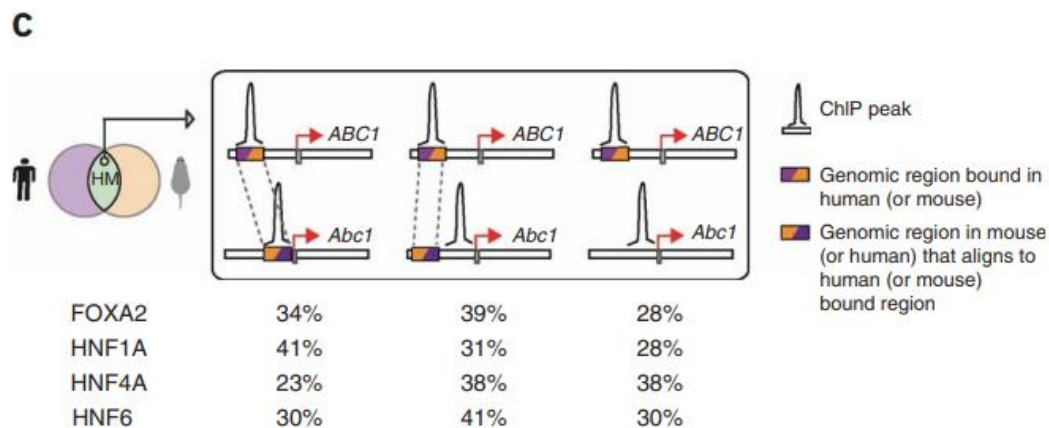 C
HM
ABC1 ABC1 ABC1
Abc1 Abc1 Abc1
ChIP peak
Genomic region bound in
human (or mouse)
Genomic region in mouse
(or human) that aligns to
human (or mouse)
bound region
FOXA2 34% 39% 28%
HNF1A 41% 31% 28%
HNF4A 23% 38% 38%
HNF6 30% 41% 30%